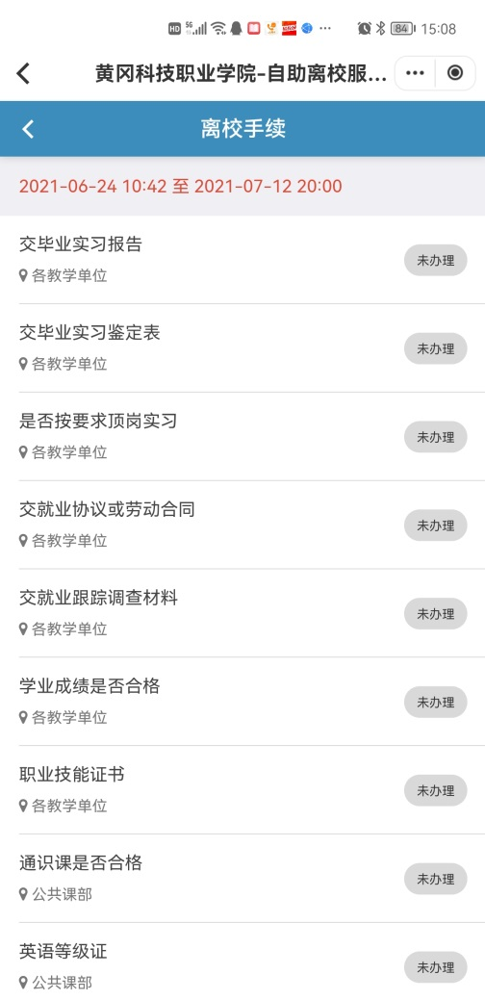 HD 5G 84 15:08
黄冈科技职业学院-自助离校服...
离校手续
2021-06-24 10:42 至 2021-07-12 20:00
交毕业实习报告
未办理
各教学单位
交毕业实习鉴定表
未办理
各教学单位
是否按要求顶岗实习
未办理
各教学单位
交就业协议或劳动合同
未办理
各教学单位
交就业跟踪调查材料
未办理
各教学单位
学业成绩是否合格
未办理
各教学单位
职业技能证书
未办理
各教学单位
通识课是否合格
未办理
公共课部
英语等级证
未办理
公共课部